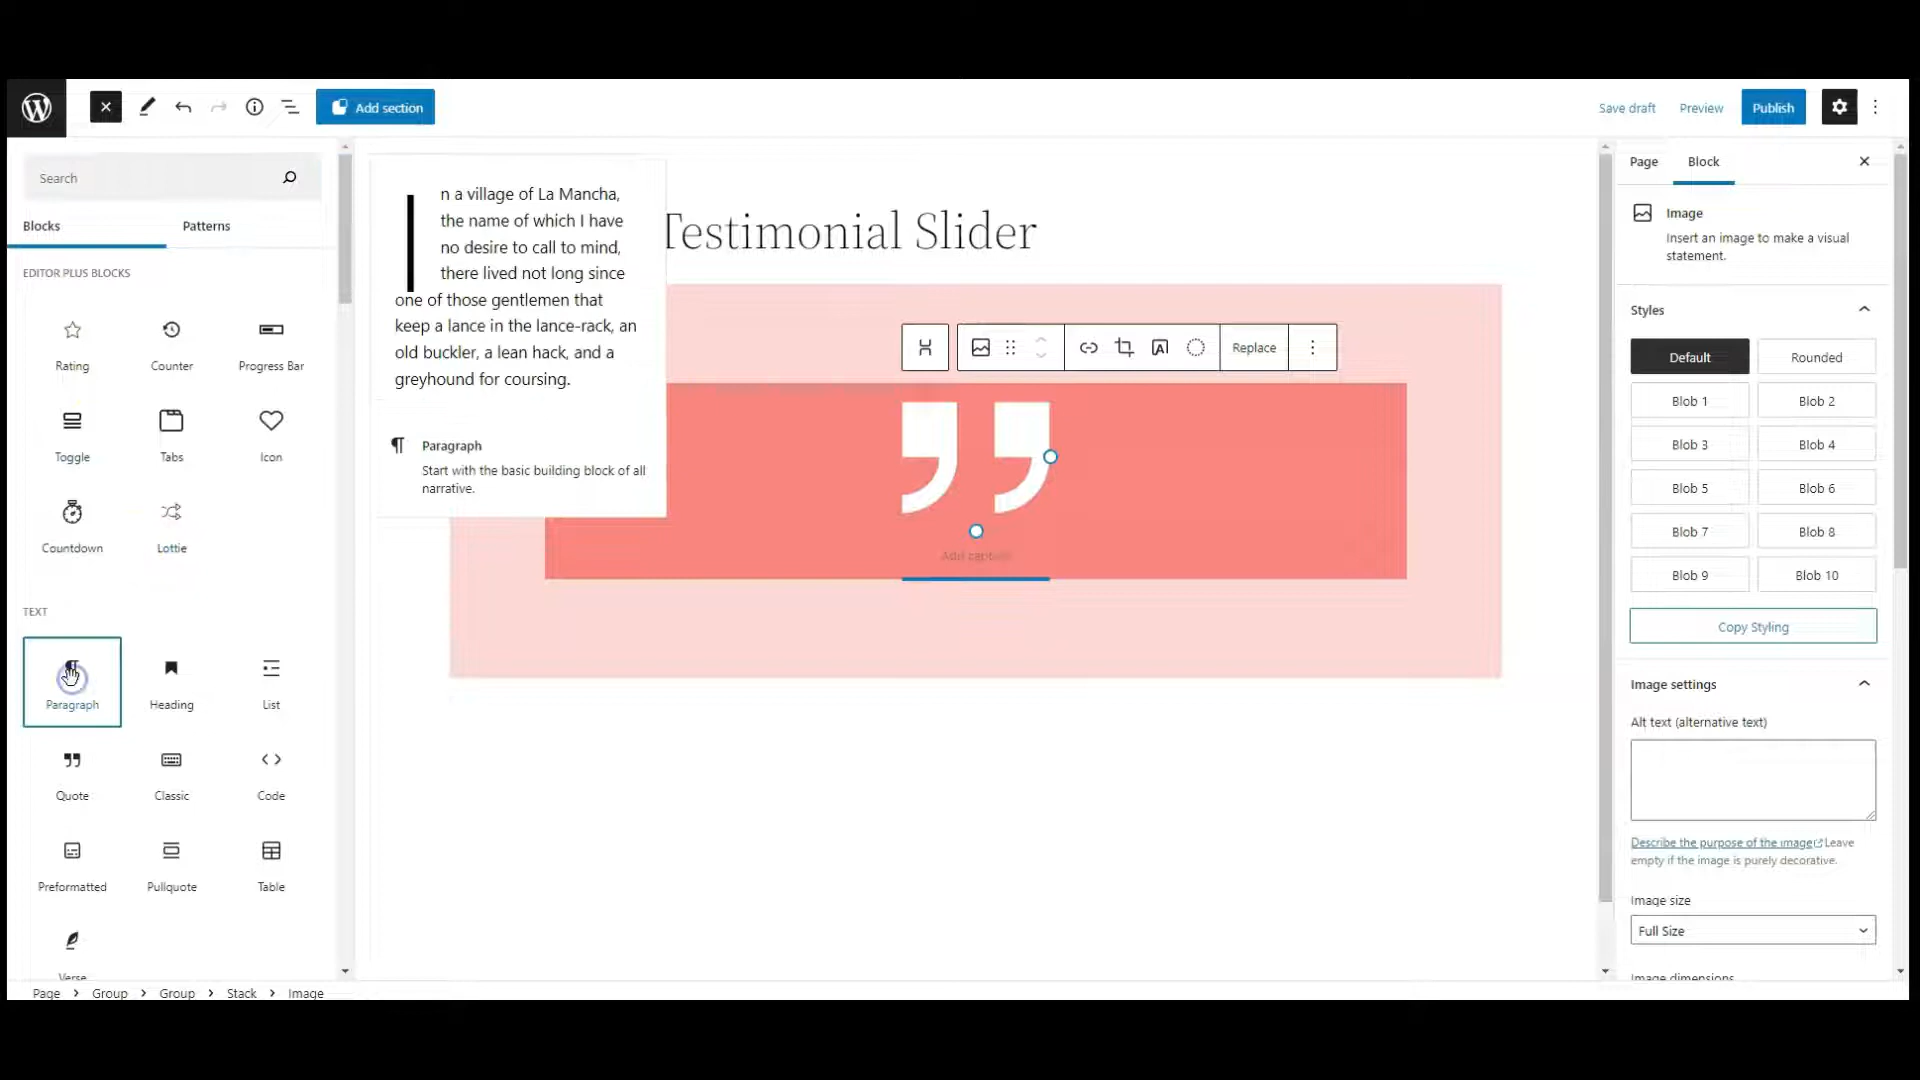 Add section
Save draft
Preview
Publish
Search
Blocks
Patterns
EDITOR PLUS BLOCKS
Rating
Counter
Progress Bar
Toggle
Tabs
Icon
Countdown
Lottie
TEXT
Paragraph
Heading
List
Quote
Classic
Code
Preformatted
Pullquote
Table
Verse
In a village of La Mancha,
the name of which I have
no desire to call to mind,
there lived not long since
one of those gentlemen that
keep a lance in the lance-rack, an
old buckler, a lean hack, and a
greyhound for coursing.
Paragraph
Start with the basic building block of all
narrative.
Testimonial Slider
Replace
Add caption
Page
Block
Image
Insert an image to make a visual
statement.
Styles
Default
Rounded
Blob 1
Blob 2
Blob 3
Blob 4
Blob 5
Blob 6
Blob 7
Blob 8
Blob 9
Blob 10
Copy Styling
Image settings
Alt text (alternative text)
Describe the purpose of the image Leave
empty if the image is purely decorative.
Image size
Full Size
Image dimensions
Page > Group > Group > Stack > Image